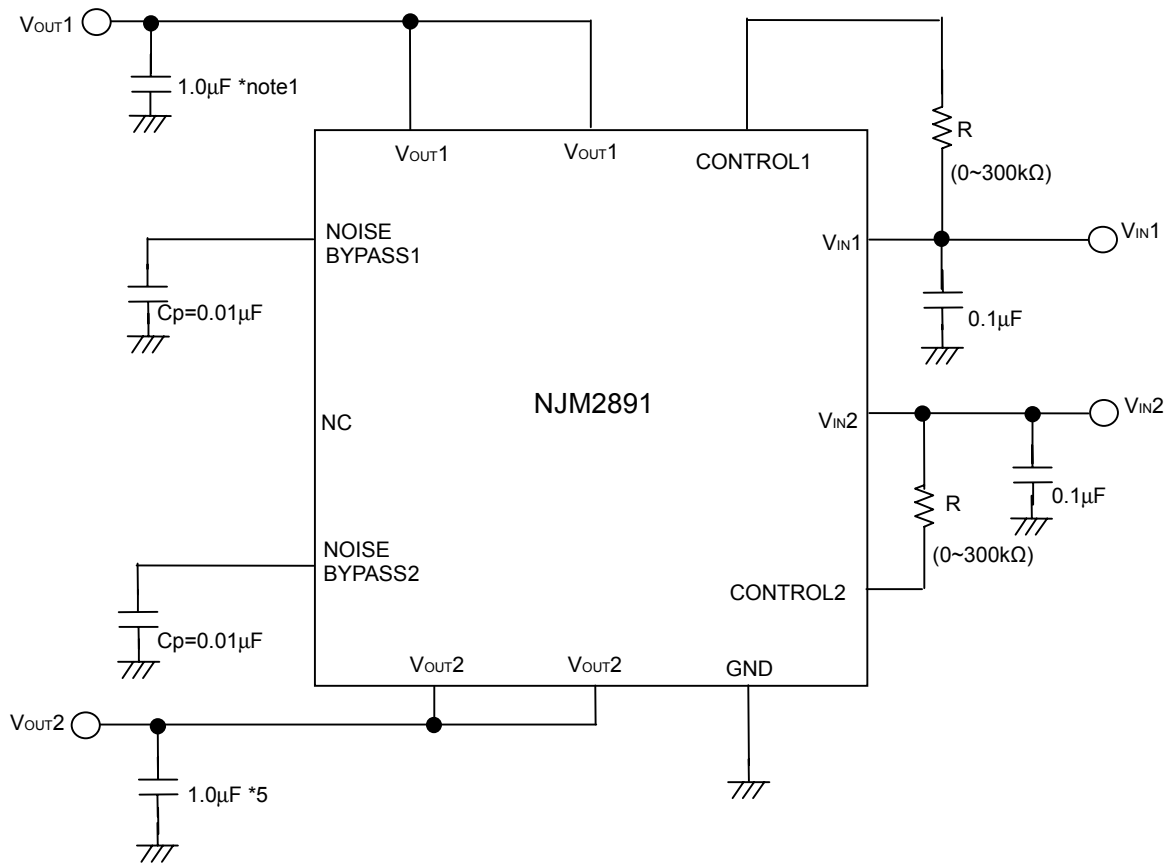 VOUT1
1.0µF *note1
VOUT1
VOUT1
CONTROL1
R
(0~300kΩ)
NOISE
BYPASS1
VIN1
VIN1
Cp=0.01µF
0.1µF
NJM2891
NC
VIN2
VIN2
R
0.1µF
(0~300kΩ)
NOISE
BYPASS2
CONTROL2
Cp=0.01µF
VOUT2
VOUT2
GND
VOUT2
1.0µF *5